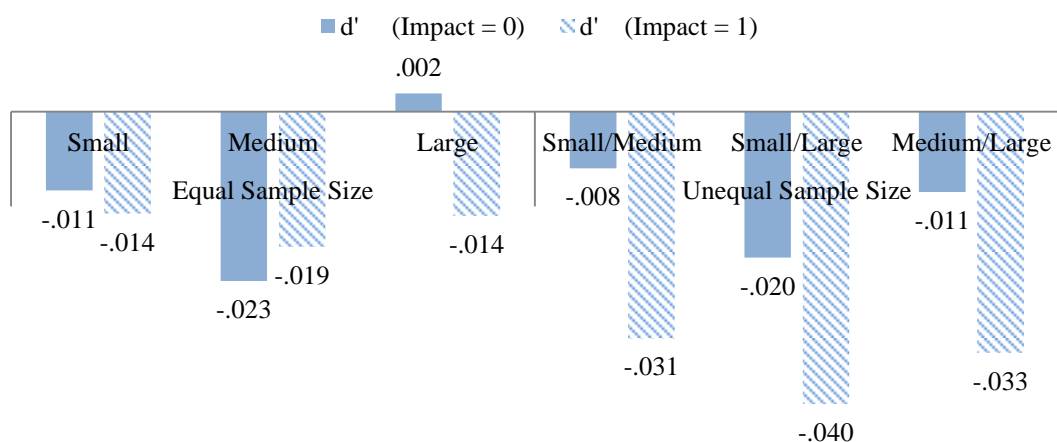 d' (Impact = 0) d' (Impact = 1)
.002
Small Medium Large Small/Medium Small/Large Medium/Large
Equal Sample Size Unequal Sample Size
-.011 -.014 -.023 -.019 -.014 -.008 -.031 -.020 -.040 -.011 -.033